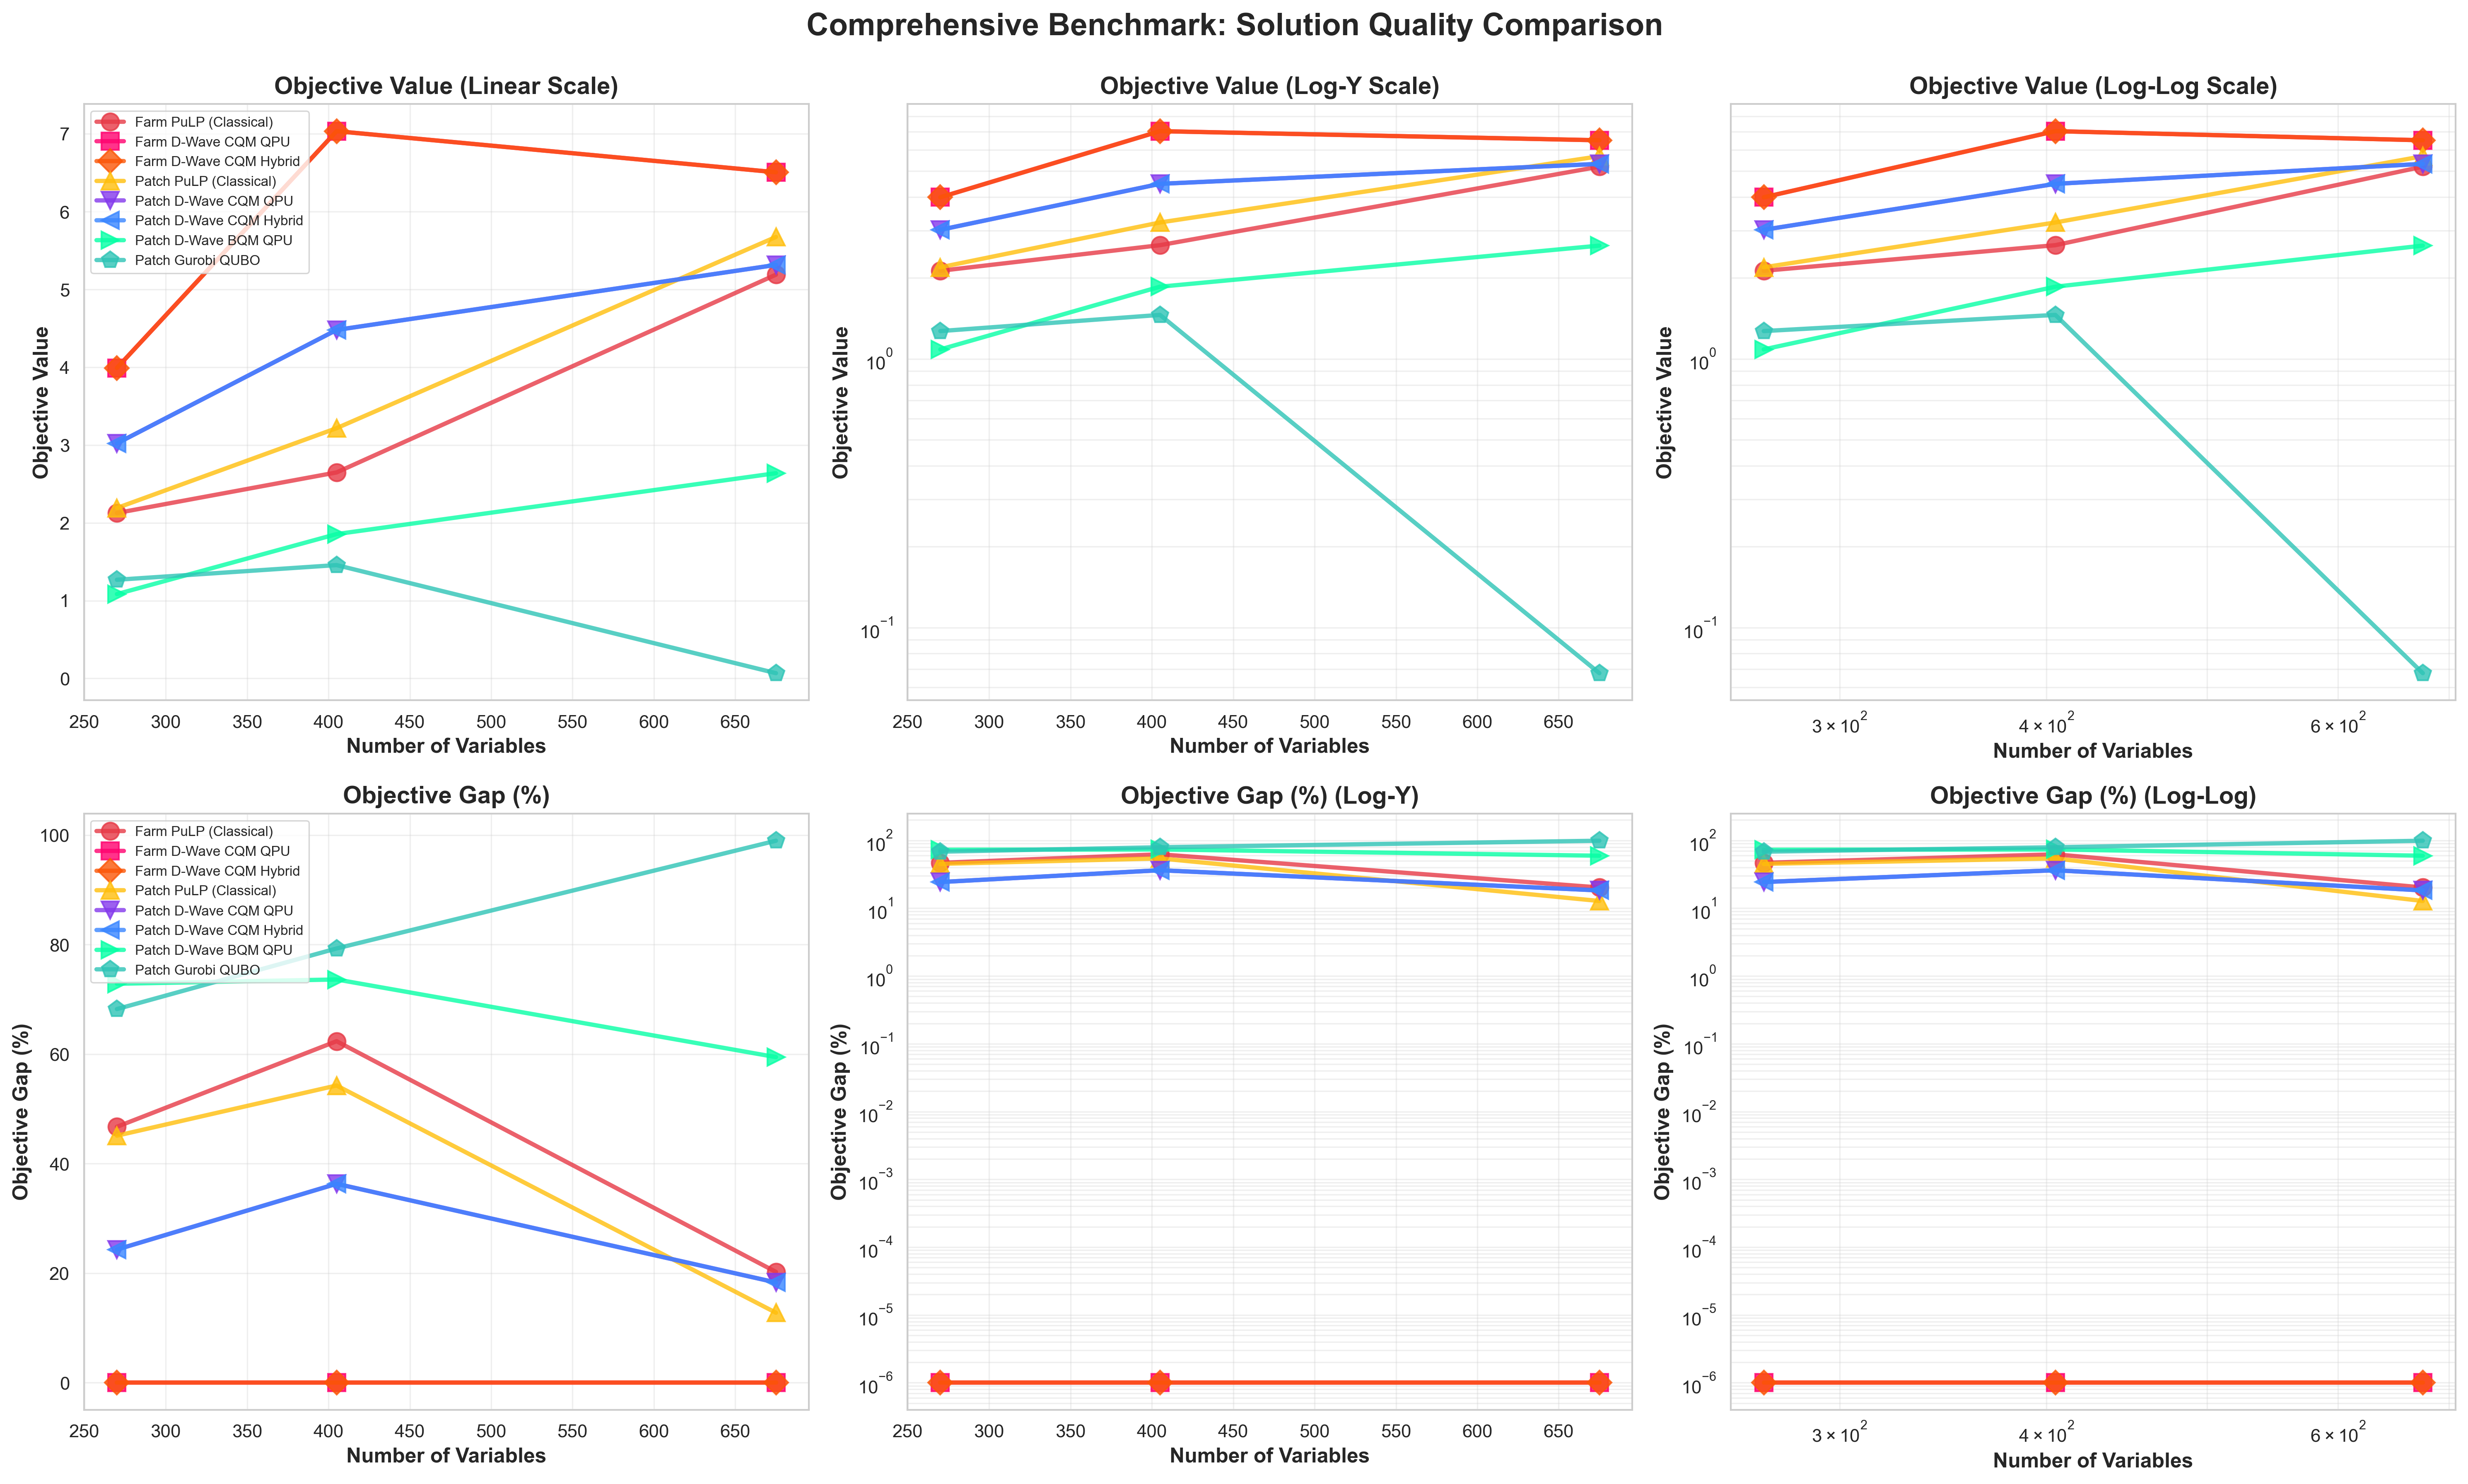 Comprehensive Benchmark: Solution Quality Comparison
Objective Value (Linear Scale)
Farm PuLP (Classical)
Farm D-Wave CQM QPU
Farm D-Wave CQM Hybrid
Patch PuLP (Classical)
Patch D-Wave CQM QPU
Patch D-Wave CQM Hybrid
Patch D-Wave BQM QPU
Patch Gurobi QUBO
Objective Value
7
6
5
4
3
2
1
0
250 300 350 400 450 500 550 600 650
Number of Variables
Objective Value (Log-Y Scale)
Objective Value
10⁰
10⁻¹
250 300 350 400 450 500 550 600 650
Number of Variables
Objective Value (Log-Log Scale)
Objective Value
10⁰
10⁻¹
3 × 10² 4 × 10² 6 × 10²
Number of Variables
Objective Gap (%)
Farm PuLP (Classical)
Farm D-Wave CQM QPU
Farm D-Wave CQM Hybrid
Patch PuLP (Classical)
Patch D-Wave CQM QPU
Patch D-Wave CQM Hybrid
Patch D-Wave BQM QPU
Patch Gurobi QUBO
Objective Gap (%)
100
80
60
40
20
0
250 300 350 400 450 500 550 600 650
Number of Variables
Objective Gap (%) (Log-Y)
Objective Gap (%)
10²
10¹
10⁰
10⁻¹
10⁻²
10⁻³
10⁻⁴
10⁻⁵
10⁻⁶
250 300 350 400 450 500 550 600 650
Number of Variables
Objective Gap (%) (Log-Log)
Objective Gap (%)
10²
10¹
10⁰
10⁻¹
10⁻²
10⁻³
10⁻⁴
10⁻⁵
10⁻⁶
3 × 10² 4 × 10² 6 × 10²
Number of Variables